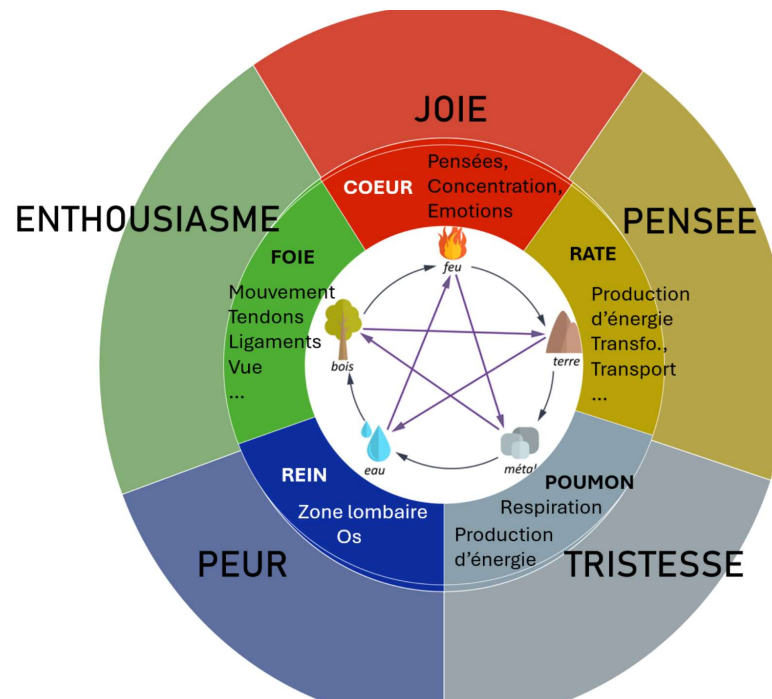 JOIE
COEUR
Pensées,
Concentration,
Emotions
ENTHOUSIASME
FOIE
Mouvement
Tendons
Ligaments
Vue
...
PENSEE
RATE
Production
d'énergie
Transfo.,
Transport
...
feu
bois
terre
eau
métal
REIN
Zone lombaire
Os
POUMON
Respiration
Production
d'énergie
PEUR
TRISTESSE